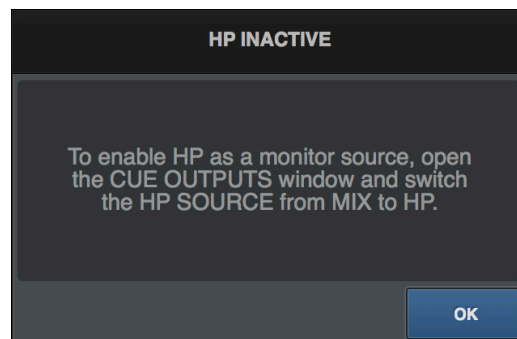 HP INACTIVE
To enable HP as a monitor source, open
the CUE OUTPUTS window and switch
the HP SOURCE from MIX to HP.
OK